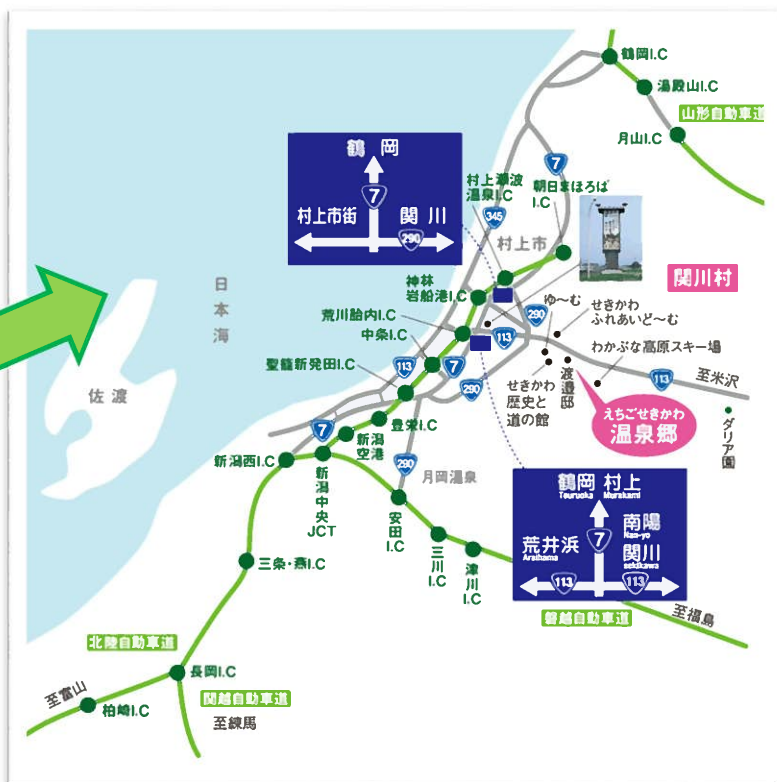 鶴岡I.C
湯殿山I.C
山形自動車道
月山I.C
鶴 岡
7
村上市街
関 川
290
7
村上瀬波
温泉I.C
朝日まほろば
I.C
345
村上市
関川村
日本海
神林
岩船港I.C
ゆ〜む
せきかわ
ふれあいど〜む
290
荒川胎内I.C
113
わかぶな高原スキー場
中条I.C
聖籠新発田I.C
113
7
290
せきかわ
歴史と
道の館
渡邉邸
113
至米沢
佐渡
えちごせきかわ
温泉郷
ダリア園
7
豊栄I.C
新潟
空港
新潟西I.C
290
月岡温泉
新潟中央
JCT
安田
I.C
三川
I.C
津川
I.C
鶴岡 村上
Tsuruoka Murakami
荒井浜
Araihama
7
南陽
Nan-yo
関川
sekikawa
113
113
三条・燕I.C
磐越自動車道
至福島
北陸自動車道
長岡I.C
至富山
柏崎I.C
関越自動車道
至練馬